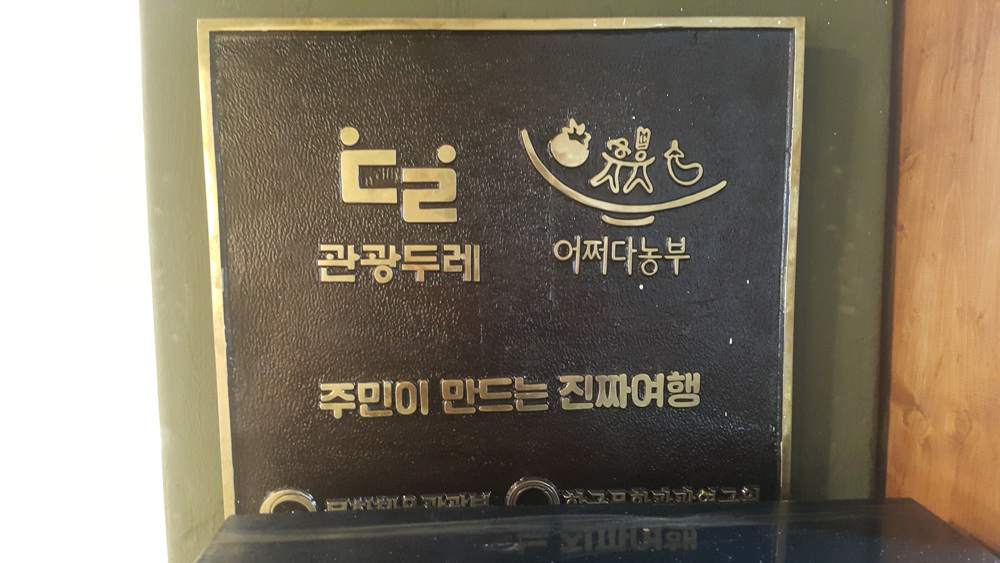 관광두레
어쩌다농부
주민이 만드는 진짜여행